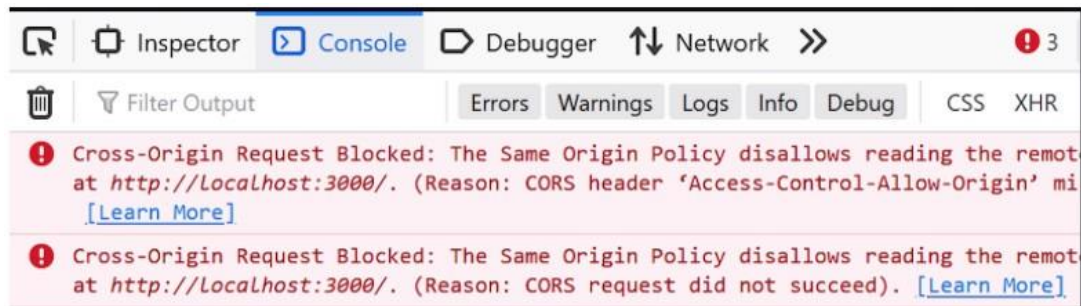 Inspector Console Debugger Network 3
Filter Output Errors Warnings Logs Info Debug CSS XHR
Cross-Origin Request Blocked: The Same Origin Policy disallows reading the
at http://localhost:3000/. (Reason: CORS header ‘Access-Control-Allow-Origin’
[Learn More]
Cross-Origin Request Blocked: The Same Origin Policy disallows reading the
at http://localhost:3000/. (Reason: CORS request did not succeed). [Learn More]